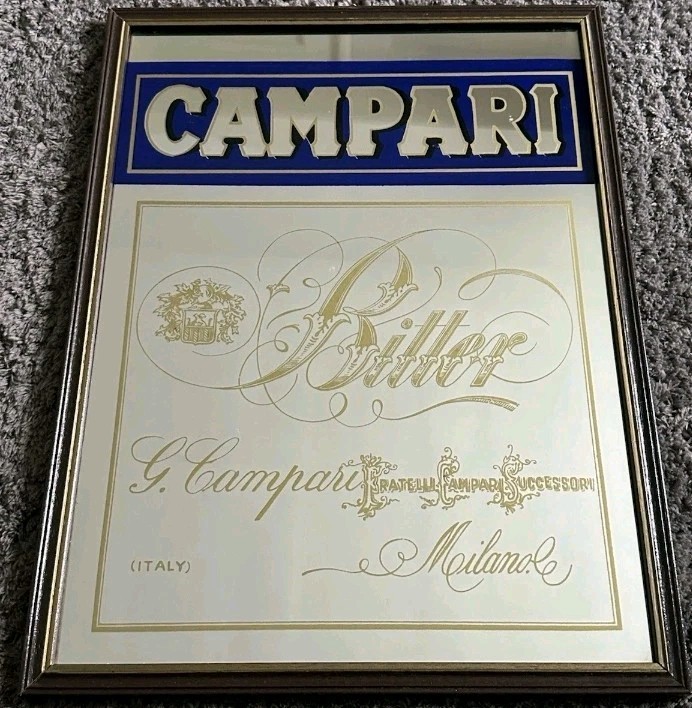 CAMPARI
Bitter
G. Campari Fratelli Campari Successori
Milano.
(ITALY)